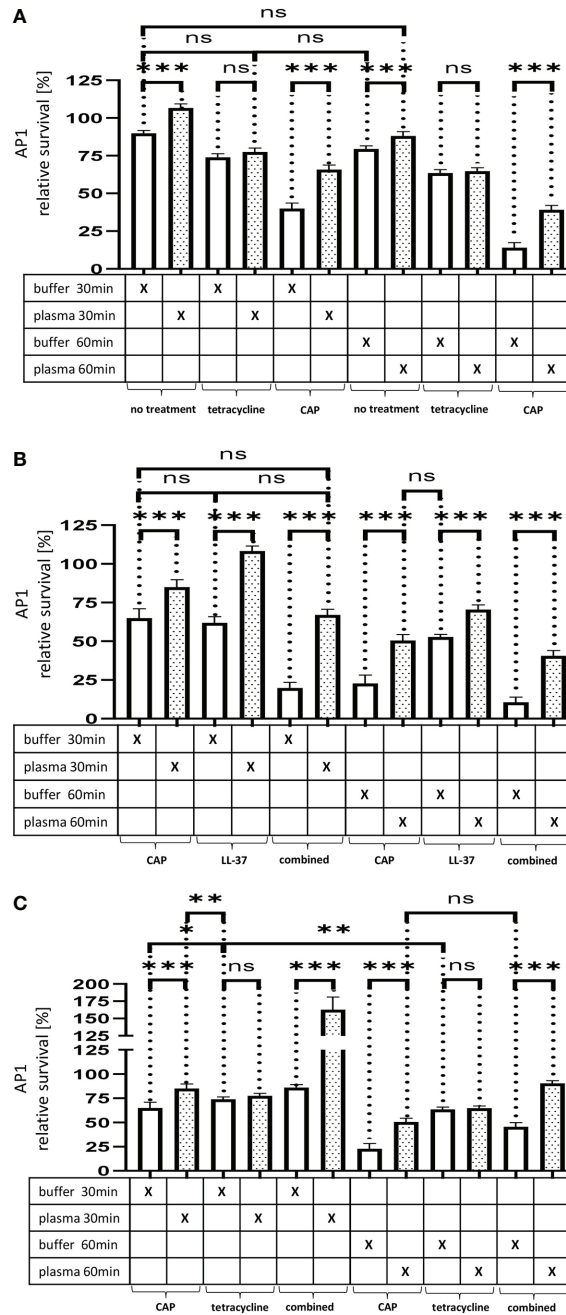 A
ns
ns ns
*** ns *** *** ns ***
125
100
75
50
25
0
AP1
relative survival [%]
buffer 30min X X X
plasma 30min X X X
buffer 60min X X X
plasma 60min X X X
no treatment tetracycline CAP no treatment tetracycline CAP
B
ns
ns ns ns
*** *** *** *** *** ***
125
100
75
50
25
0
AP1
relative survival [%]
buffer 30min X X X
plasma 30min X X X
buffer 60min X X X
plasma 60min X X X
CAP LL-37 combined CAP LL-37 combined
C
** ns
* **
*** ns *** *** ns ***
200
175
150
125
125
100
75
50
25
0
AP1
relative survival [%]
buffer 30min X X X
plasma 30min X X X
buffer 60min X X X
plasma 60min X X X
CAP tetracycline combined CAP tetracycline combined